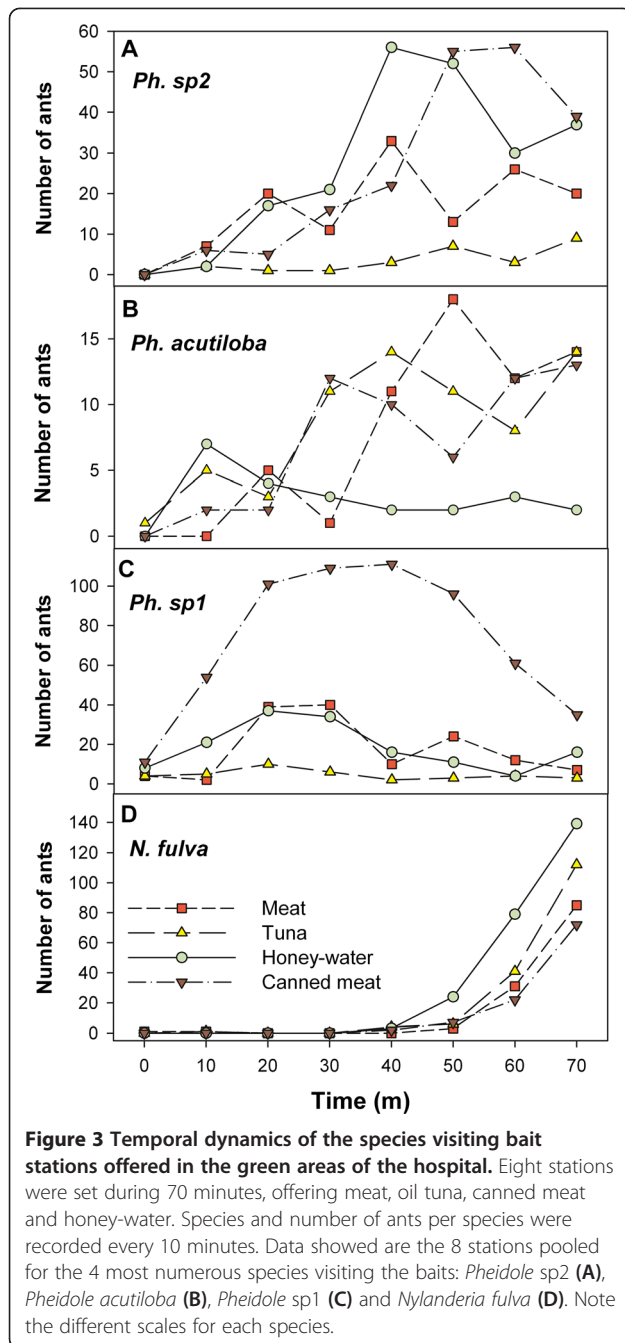 A
Ph. sp2
Number of ants
60
50
40
30
20
10
0
B
Ph. acutiloba
Number of ants
15
10
5
0
C
Ph. sp1
Number of ants
100
80
60
40
20
0
D
N. fulva
Number of ants
140
120
100
80
60
40
20
0
Meat
Tuna
Honey-water
Canned meat
0 10 20 30 40 50 60 70
Time (m)
Figure 3 Temporal dynamics of the species visiting bait
stations offered in the green areas of the hospital. Eight stations
were set during 70 minutes, offering meat, oil tuna, canned meat
and honey-water. Species and number of ants per species were
recorded every 10 minutes. Data showed are the 8 stations pooled
for the 4 most numerous species visiting the baits: Pheidole sp2 (A),
Pheidole acutiloba (B), Pheidole sp1 (C) and Nylanderia fulva (D). Note
the different scales for each species.